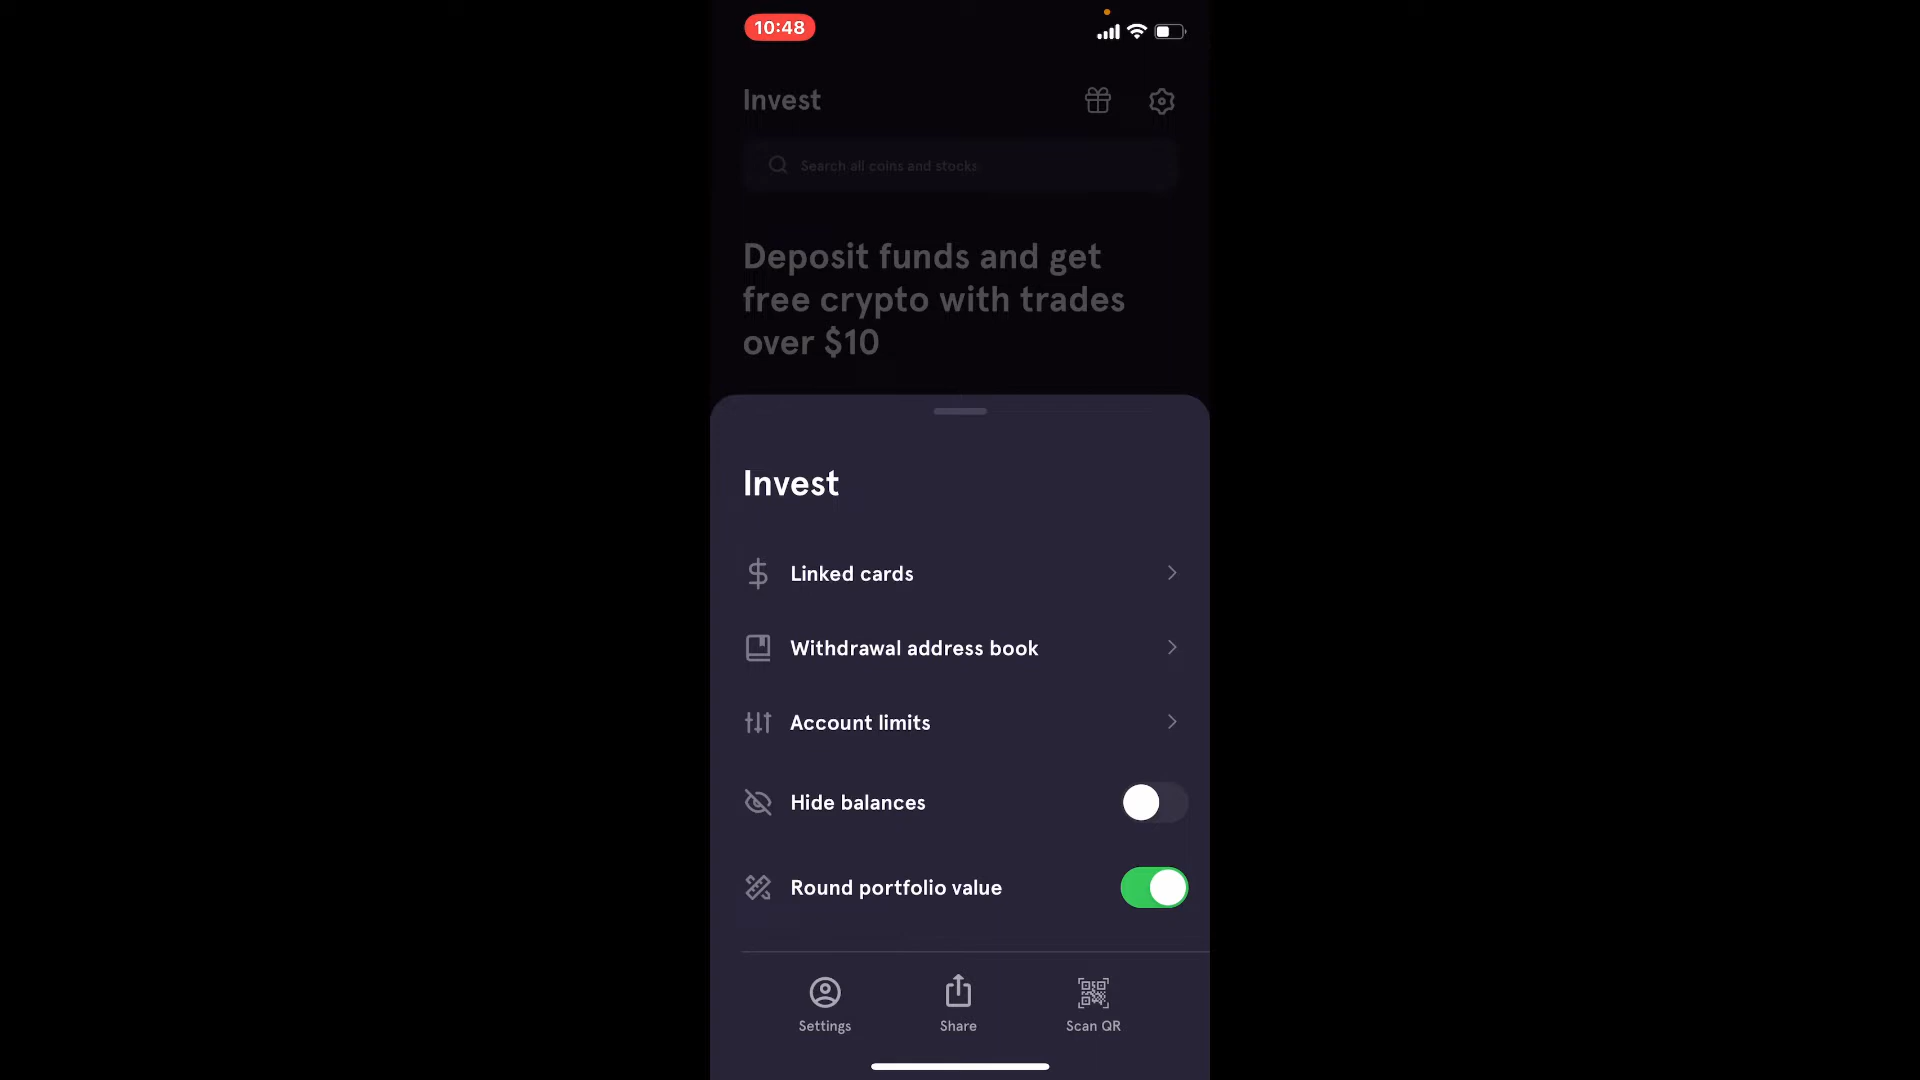 10:48
Invest
Search all coins and stocks
Deposit funds and get
free crypto with trades
over $10
Invest
Linked cards
Withdrawal address book
Account limits
Hide balances
Round portfolio value
Settings
Share
Scan QR